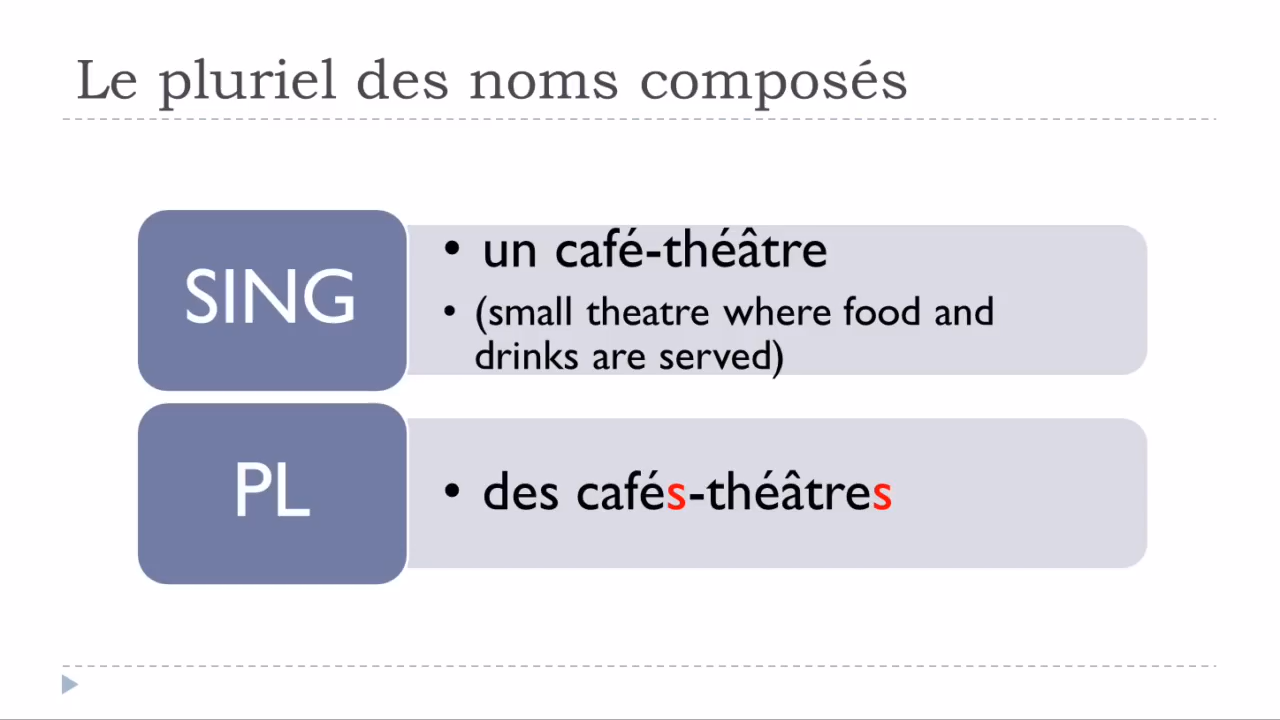 Le pluriel des noms composés
SING
• un café-théâtre
• (small theatre where food and
drinks are served)
PL
• des cafés-théâtres